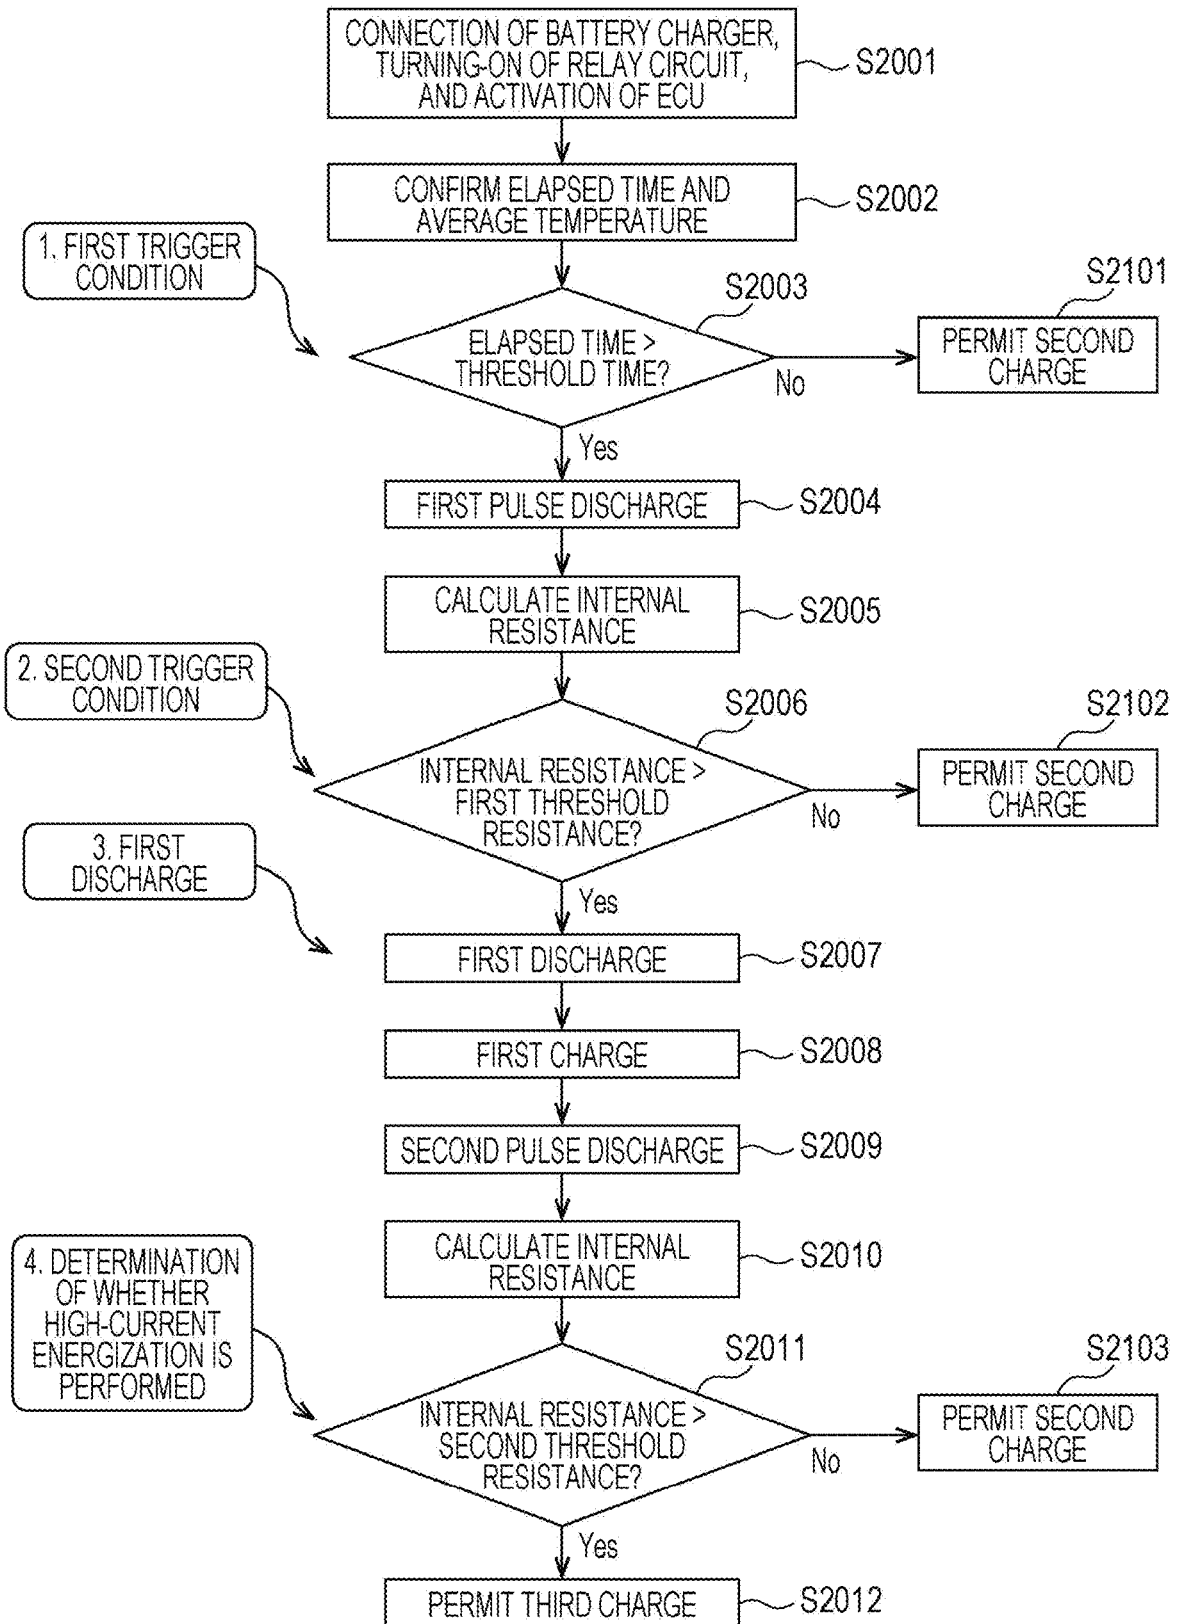 CONNECTION OF BATTERY CHARGER,
TURNING-ON OF RELAY CIRCUIT,
AND ACTIVATION OF ECU
S2001
CONFIRM ELAPSED TIME AND
AVERAGE TEMPERATURE
S2002
1. FIRST TRIGGER
CONDITION
S2003
ELAPSED TIME >
THRESHOLD TIME?
No
S2101
PERMIT SECOND
CHARGE
Yes
FIRST PULSE DISCHARGE
S2004
CALCULATE INTERNAL
RESISTANCE
S2005
2. SECOND TRIGGER
CONDITION
S2006
INTERNAL RESISTANCE >
FIRST THRESHOLD
RESISTANCE?
No
S2102
PERMIT SECOND
CHARGE
3. FIRST
DISCHARGE
Yes
FIRST DISCHARGE
S2007
FIRST CHARGE
S2008
SECOND PULSE DISCHARGE
S2009
CALCULATE INTERNAL
RESISTANCE
S2010
4. DETERMINATION
OF WHETHER
HIGH-CURRENT
ENERGIZATION IS
PERFORMED
S2011
INTERNAL RESISTANCE >
SECOND THRESHOLD
RESISTANCE?
No
S2103
PERMIT SECOND
CHARGE
Yes
PERMIT THIRD CHARGE
S2012